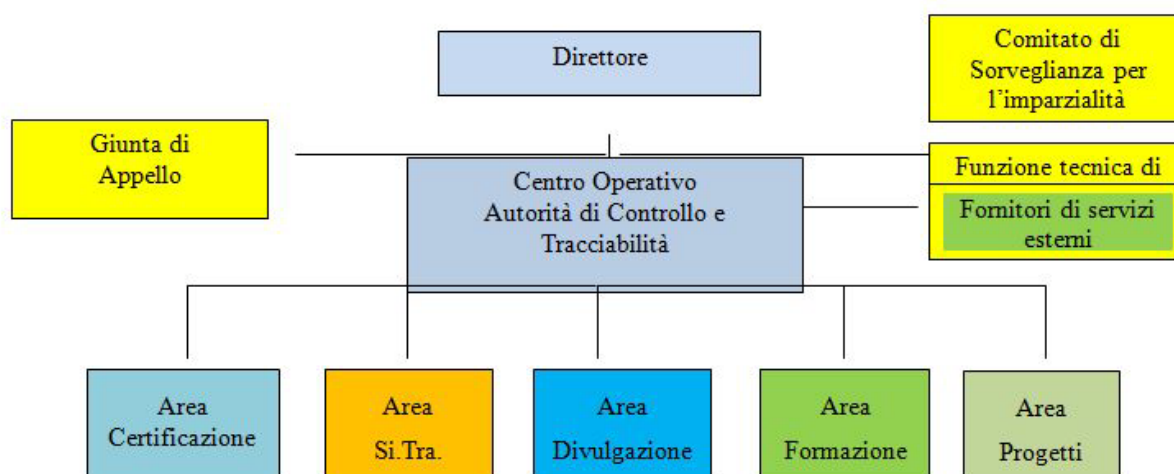 Direttore
Comitato di
Sorveglianza per
l'imparzialità
Giunta di
Appello
Centro Operativo
Autorità di Controllo e
Tracciabilità
Funzione tecnica di
Fornitori di servizi
esterni
Area
Certificazione
Area
Si.Tra.
Area
Divulgazione
Area
Formazione
Area
Progetti